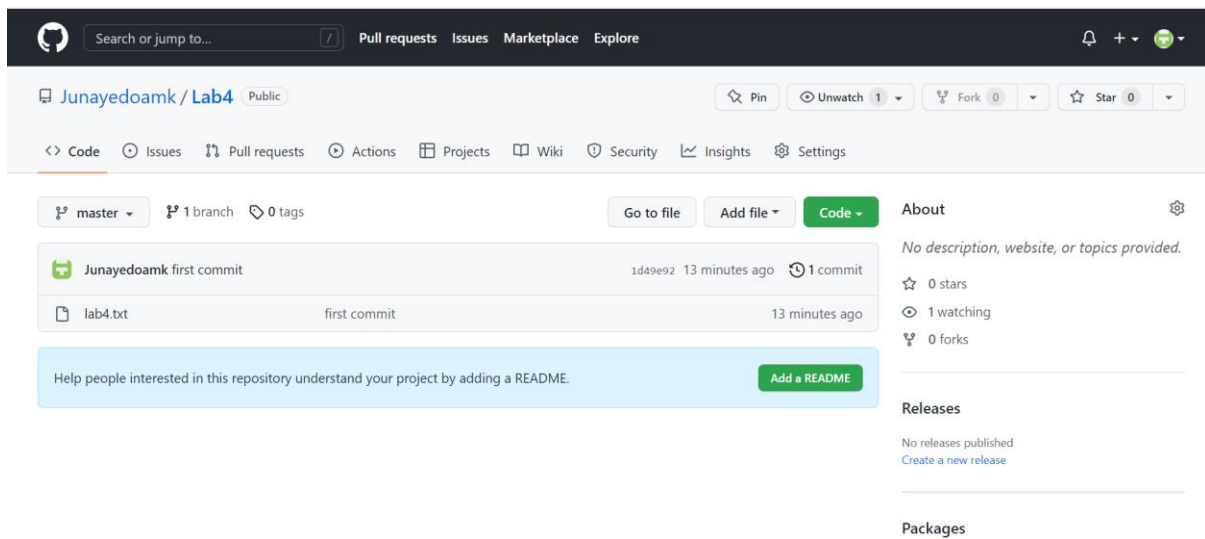 Search or jump to... / Pull requests Issues Marketplace Explore
Junayedoamk / Lab4 Public Pin Unwatch 1 Fork 0 Star 0
<> Code Issues Pull requests Actions Projects Wiki Security Insights Settings
master 1 branch 0 tags Go to file Add file Code About
No description, website, or topics provided.
Junayedoamk first commit 1d49e92 13 minutes ago 1 commit
0 stars
lab4.txt first commit 13 minutes ago
1 watching
0 forks
Help people interested in this repository understand your project by adding a README. Add a README
Releases
No releases published
Create a new release
Packages